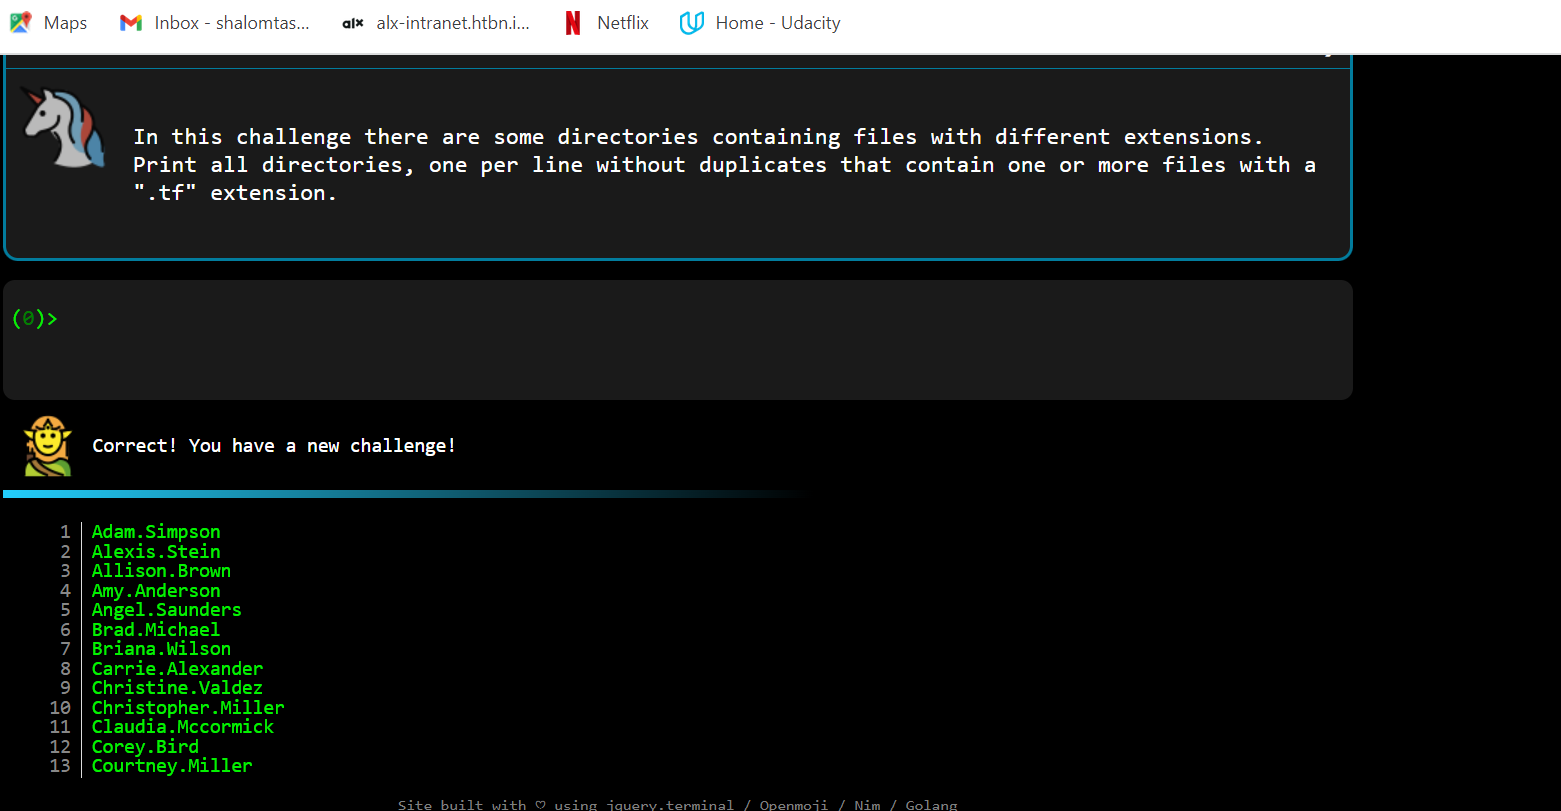 Maps Inbox - shalomtas... alx alx-intranet.htbn.i... Netflix Home - Udacity
In this challenge there are some directories containing files with different extensions.
Print all directories, one per line without duplicates that contain one or more files with a
".tf" extension.
(0)>
Correct! You have a new challenge!
1 Adam.Simpson
2 Alexis.Stein
3 Allison.Brown
4 Amy.Anderson
5 Angel.Saunders
6 Brad.Michael
7 Briana.Wilson
8 Carrie.Alexander
9 Christine.Valdez
10 Christopher.Miller
11 Claudia.Mccormick
12 Corey.Bird
13 Courtney.Miller
Site built with ♡ using jquery.terminal / Openmoji / Nim / Golang